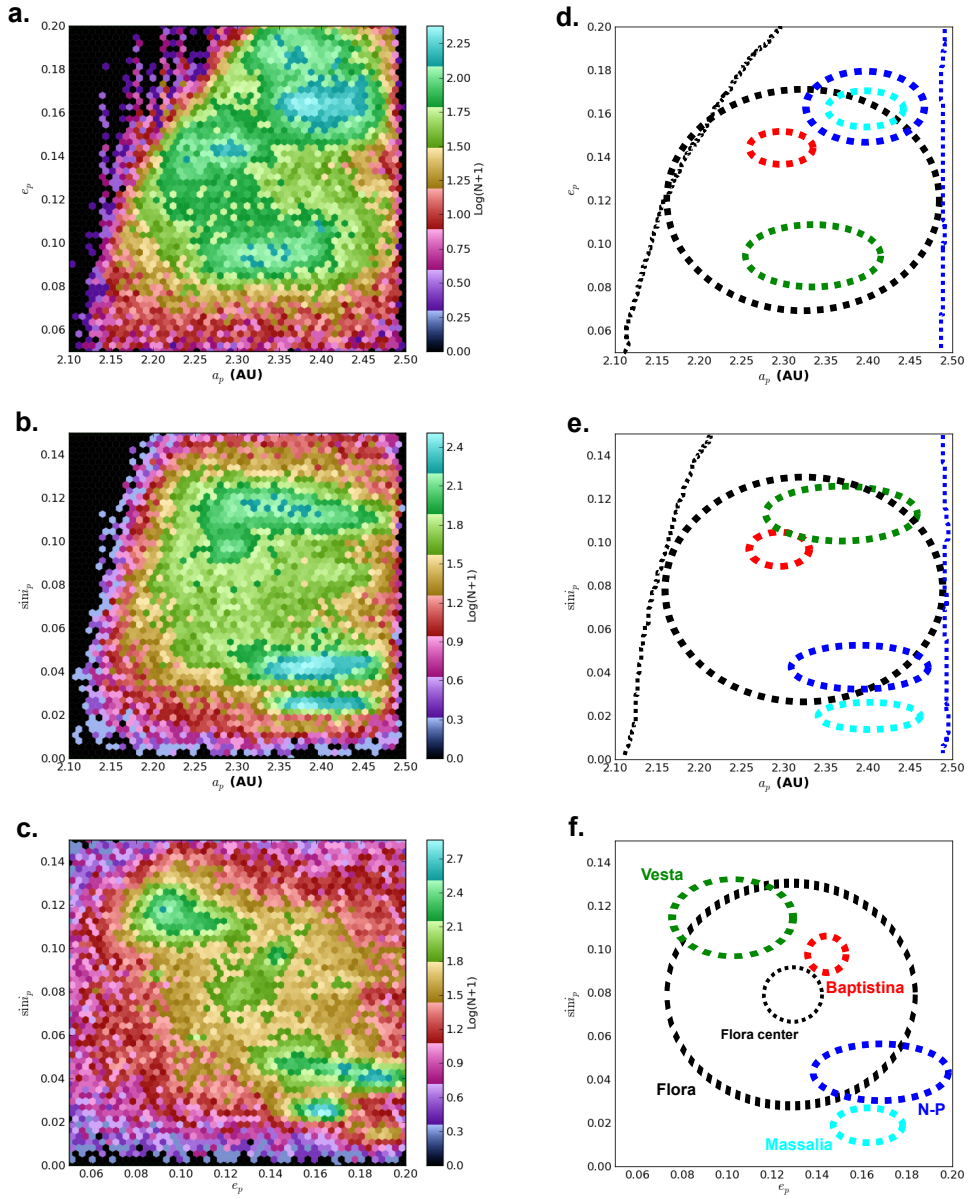 a.
0.20
0.18
0.16
0.14
0.12
0.10
0.08
0.06
e_p
2.10 2.15 2.20 2.25 2.30 2.35 2.40 2.45 2.50
a_p (AU)
2.25
2.00
1.75
1.50
1.25
1.00
0.75
0.50
0.25
0.00
Log(N+1)
d.
0.20
0.18
0.16
0.14
0.12
0.10
0.08
0.06
e_p
2.10 2.15 2.20 2.25 2.30 2.35 2.40 2.45 2.50
a_p (AU)
b.
0.14
0.12
0.10
0.08
0.06
0.04
0.02
0.00
sini_p
2.10 2.15 2.20 2.25 2.30 2.35 2.40 2.45 2.50
a_p (AU)
2.4
2.1
1.8
1.5
1.2
0.9
0.6
0.3
0.0
Log(N+1)
e.
0.14
0.12
0.10
0.08
0.06
0.04
0.02
0.00
sini_p
2.10 2.15 2.20 2.25 2.30 2.35 2.40 2.45 2.50
a_p (AU)
c.
0.14
0.12
0.10
0.08
0.06
0.04
0.02
0.00
sini_p
0.06 0.08 0.10 0.12 0.14 0.16 0.18 0.20
e_p
2.7
2.4
2.1
1.8
1.5
1.2
0.9
0.6
0.3
0.0
Log(N+1)
f.
0.14
0.12
0.10
0.08
0.06
0.04
0.02
0.00
sini_p
Vesta
Baptistina
Flora center
Flora
N-P
Massalia
0.06 0.08 0.10 0.12 0.14 0.16 0.18 0.20
e_p